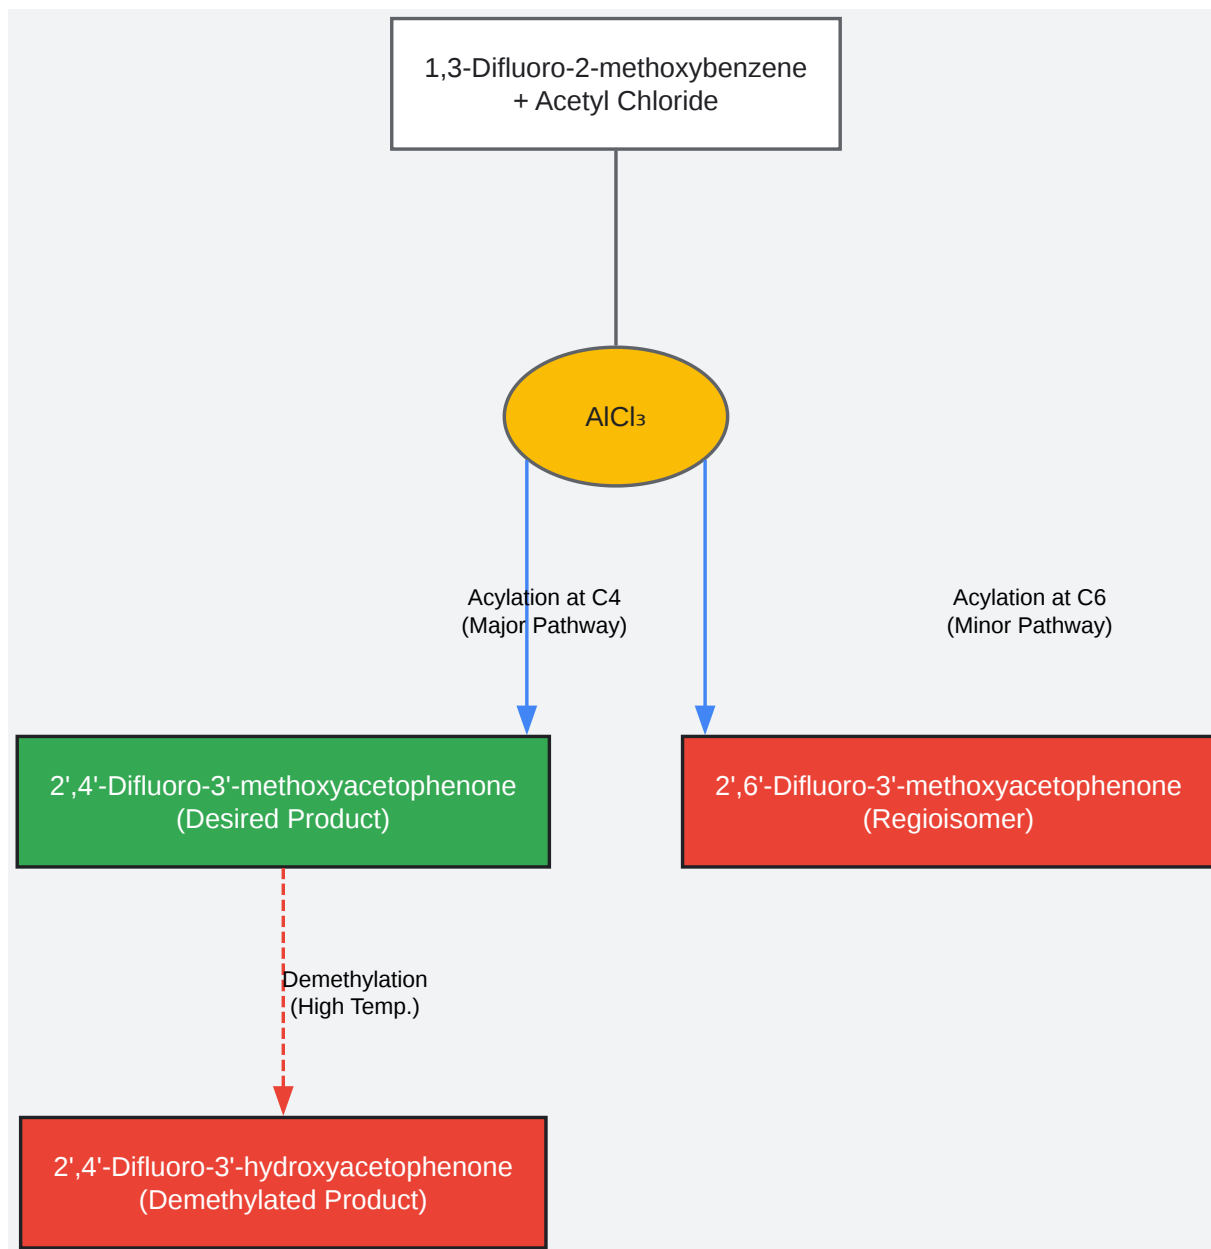 1,3-Difluoro-2-methoxybenzene
+ Acetyl Chloride
AlCl₃
Acylation at C4
(Major Pathway)
Acylation at C6
(Minor Pathway)
2',4'-Difluoro-3'-methoxyacetophenone
(Desired Product)
2',6'-Difluoro-3'-methoxyacetophenone
(Regioisomer)
Demethylation
(High Temp.)
2',4'-Difluoro-3'-hydroxyacetophenone
(Demethylated Product)